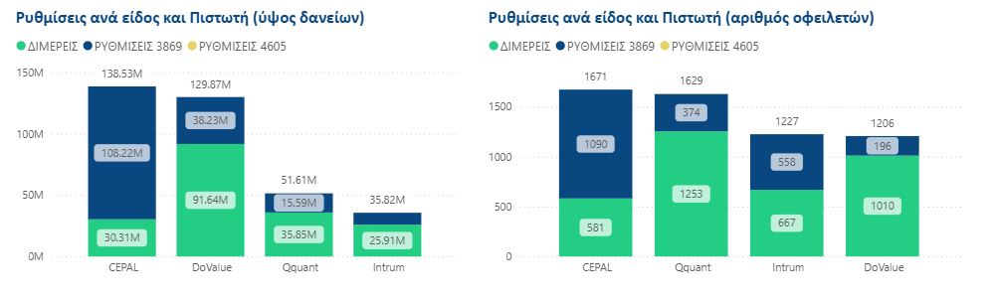 Ρυθμίσεις ανά είδος και Πιστωτή (ύψος δανείων)
ΔΙΜΕΡΕΙΣ ΡΥΘΜΙΣΕΙΣ 3869 ΡΥΘΜΙΣΕΙΣ 4605
150M
100M
50M
0M
138.53M
108.22M
30.31M
129.87M
38.23M
91.64M
51.61M
15.59M
35.85M
35.82M
25.91M
CEPAL DoValue Qquant Intrum
Ρυθμίσεις ανά είδος και Πιστωτή (αριθμός οφειλετών)
ΔΙΜΕΡΕΙΣ ΡΥΘΜΙΣΕΙΣ 3869 ΡΥΘΜΙΣΕΙΣ 4605
1500
1000
500
0
1671
1090
581
1629
374
1253
1227
558
667
1206
196
1010
CEPAL Qquant Intrum DoValue